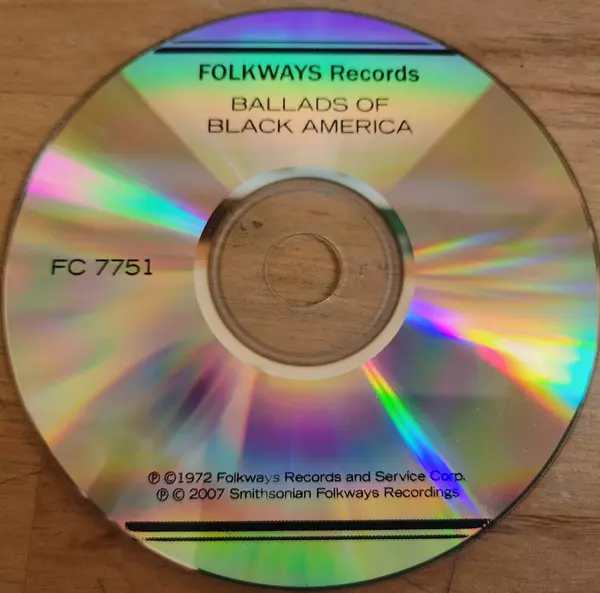 FOLKWAYS Records
BALLADS OF
BLACK AMERICA
FC 7751
℗ ©1972 Folkways Records and Service Corp.
℗ © 2007 Smithsonian Folkways Recordings